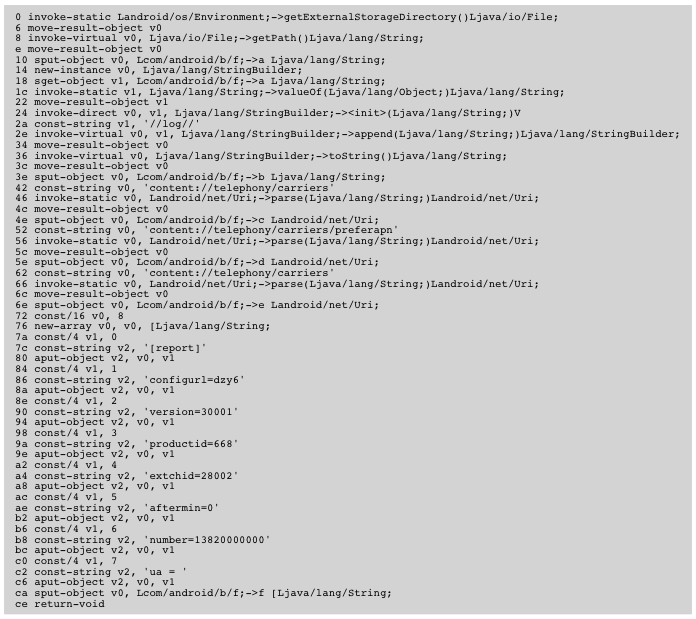 0 invoke-static Landroid/os/Environment;->getExternalStorageDirectory()Ljava/io/File;
6 move-result-object v0
8 invoke-virtual v0, Ljava/io/File;->getPath()Ljava/lang/String;
e move-result-object v0
10 sput-object v0, Lcom/android/b/f;->a Ljava/lang/String;
14 new-instance v0, Ljava/lang/StringBuilder;
18 sget-object v1, Lcom/android/b/f;->a Ljava/lang/String;
1c invoke-static v1, Ljava/lang/String;->valueOf(Ljava/lang/Object;)Ljava/lang/String;
22 move-result-object v1
24 invoke-direct v0, v1, Ljava/lang/StringBuilder;-><init>(Ljava/lang/String;)V
2a const-string v1, '//log//'
2e invoke-virtual v0, v1, Ljava/lang/StringBuilder;->append(Ljava/lang/String;)Ljava/lang/StringBuilder;
34 move-result-object v0
36 invoke-virtual v0, Ljava/lang/StringBuilder;->toString()Ljava/lang/String;
3c move-result-object v0
3e sput-object v0, Lcom/android/b/f;->b Ljava/lang/String;
42 const-string v0, 'content://telephony/carriers'
46 invoke-static v0, Landroid/net/Uri;->parse(Ljava/lang/String;)Landroid/net/Uri;
4c move-result-object v0
4e sput-object v0, Lcom/android/b/f;->c Landroid/net/Uri;
52 const-string v0, 'content://telephony/carriers/preferapn'
56 invoke-static v0, Landroid/net/Uri;->parse(Ljava/lang/String;)Landroid/net/Uri;
5c move-result-object v0
5e sput-object v0, Lcom/android/b/f;->d Landroid/net/Uri;
62 const-string v0, 'content://telephony/carriers'
66 invoke-static v0, Landroid/net/Uri;->parse(Ljava/lang/String;)Landroid/net/Uri;
6c move-result-object v0
6e sput-object v0, Lcom/android/b/f;->e Landroid/net/Uri;
72 const/16 v0, 8
76 new-array v0, v0, [Ljava/lang/String;
7a const/4 v1, 0
7c const-string v2, '[report]'
80 aput-object v2, v0, v1
84 const/4 v1, 1
86 const-string v2, 'configurl=dzy6'
8a aput-object v2, v0, v1
8e const/4 v1, 2
90 const-string v2, 'version=30001'
94 aput-object v2, v0, v1
98 const/4 v1, 3
9a const-string v2, 'productid=668'
9e aput-object v2, v0, v1
a2 const/4 v1, 4
a4 const-string v2, 'extchid=28002'
a8 aput-object v2, v0, v1
ac const/4 v1, 5
ae const-string v2, 'aftermin=0'
b2 aput-object v2, v0, v1
b6 const/4 v1, 6
b8 const-string v2, 'number=13820000000'
bc aput-object v2, v0, v1
c0 const/4 v1, 7
c2 const-string v2, 'ua = '
c6 aput-object v2, v0, v1
ca sput-object v0, Lcom/android/b/f;->f [Ljava/lang/String;
ce return-void